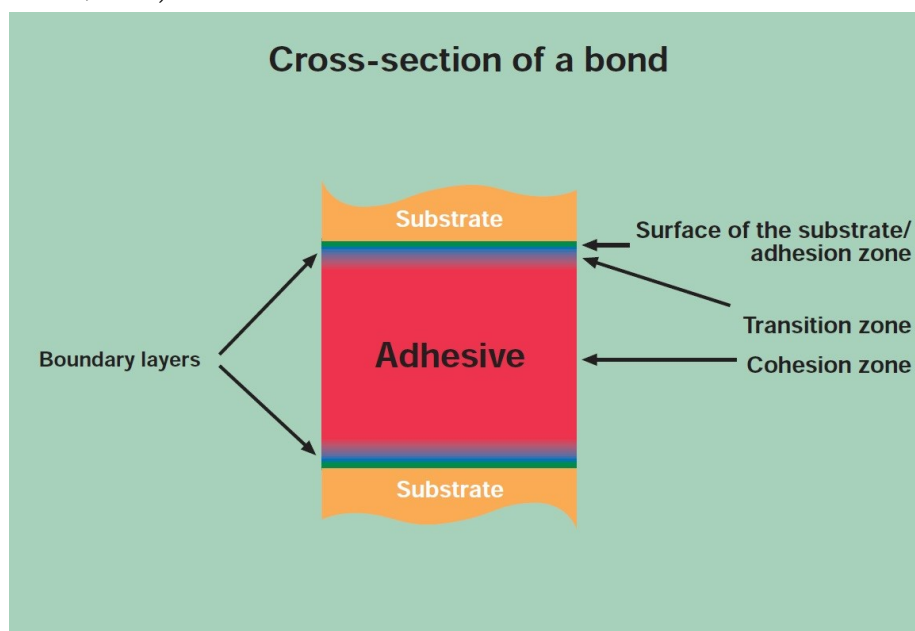 Cross-section of a bond
Substrate
Surface of the substrate/
adhesion zone
Transition zone
Boundary layers
Adhesive
Cohesion zone
Substrate